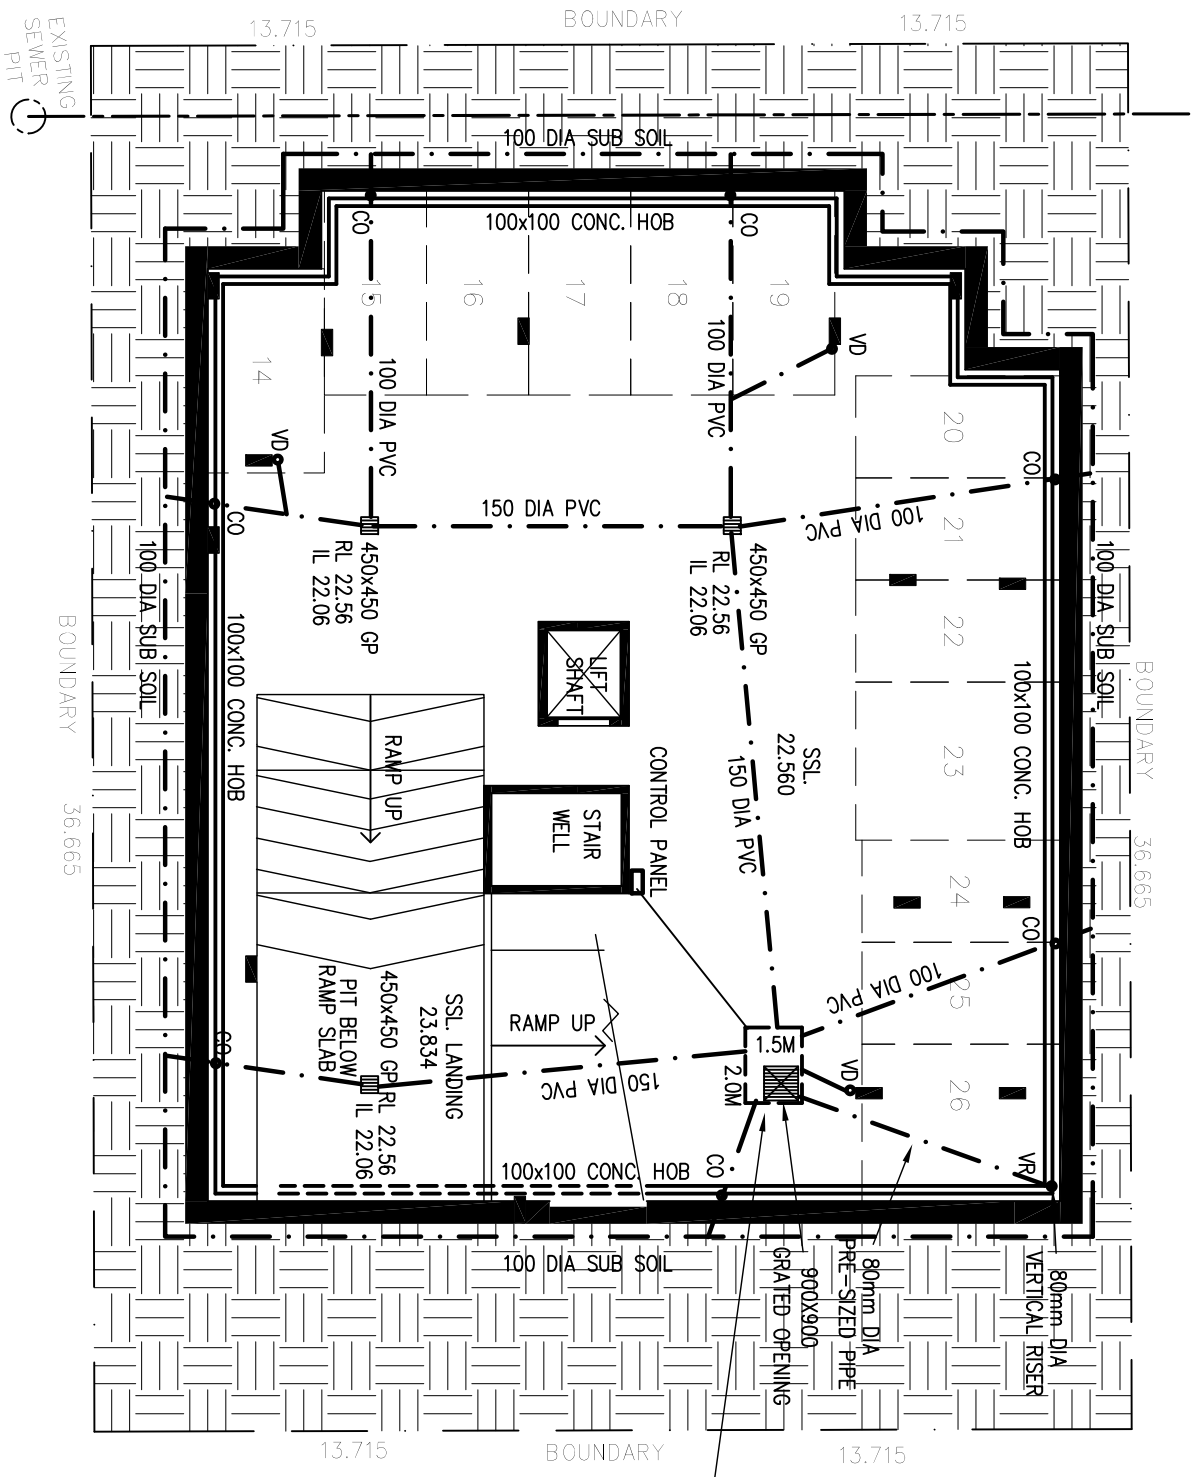 13.715
BOUNDARY
13.715
EXISTING
SEWER
PIT
100 DIA SUB SOIL
CO
100x100 CONC. HOB
CO
15
16
17
18
19
14
VD
100 DIA PVC
100 DIA PVC
VD
20
CO
21
100 DIA PVC
CO
150 DIA PVC
450x450 GP
RL 22.56
IL 22.06
450x450 GP
RL 22.56
IL 22.06
100 DIA SUB SOIL
100 DIA SUB SOIL
22
BOUNDARY
36.665
BOUNDARY
36.665
100x100 CONC. HOB
100x100 CONC. HOB
LIFT
SHAFT
RAMP UP
SSL.
22.560
150 DIA PVC
23
CONTROL PANEL
STAIR
WELL
24
CO
25
100 DIA PVC
SSL. LANDING
23.834
450x450 GP
RL 22.56
IL 22.06
PIT BELOW
RAMP SLAB
RAMP UP
1.5M
2.0M
CO
150 DIA PVC
VD
26
100x100 CONC. HOB
CO
VR
100 DIA SUB SOIL
900X900
GRATED OPENING
80mm DIA
PRE-SIZED PIPE
80mm DIA
VERTICAL RISER
13.715
BOUNDARY
13.715